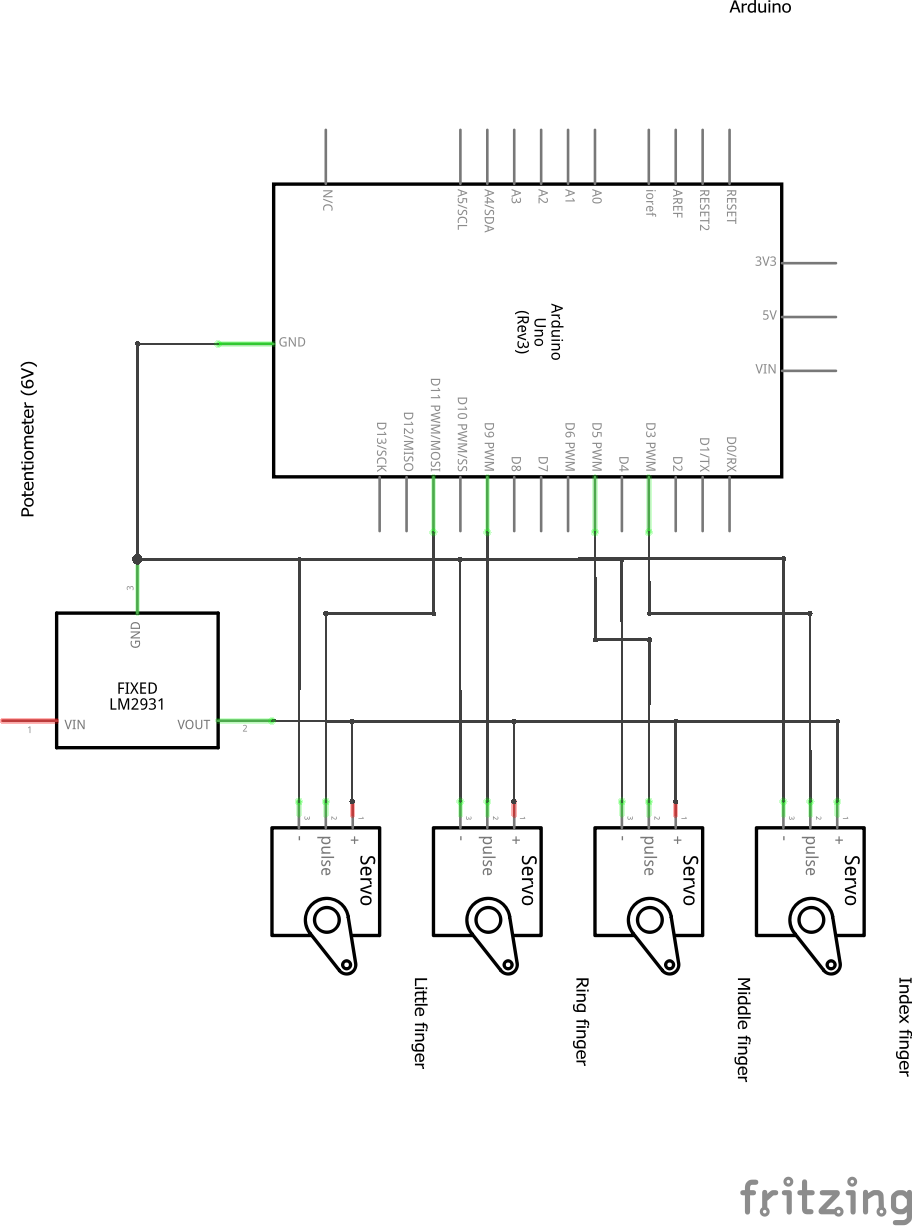 Arduino
N/C
A5/SCL
A4/SDA
A3
A2
A1
A0
ioref
AREF
RESET2
RESET
3V3
5V
VIN
Arduino
Uno
(Rev3)
GND
D13/SCK
D12/MISO
D11 PWM/MOSI
D10 PWM/SS
D9 PWM
D8
D7
D6 PWM
D5 PWM
D4
D3 PWM
D2
D1/TX
D0/RX
Potentiometer (6V)
3
GND
FIXED
LM2931
1
VIN
VOUT
2
3
2
1
-
pulse
+
Servo
3
2
1
-
pulse
+
Servo
3
2
1
-
pulse
+
Servo
3
2
1
-
pulse
+
Servo
Little finger
Ring finger
Middle finger
Index finger
fritzing